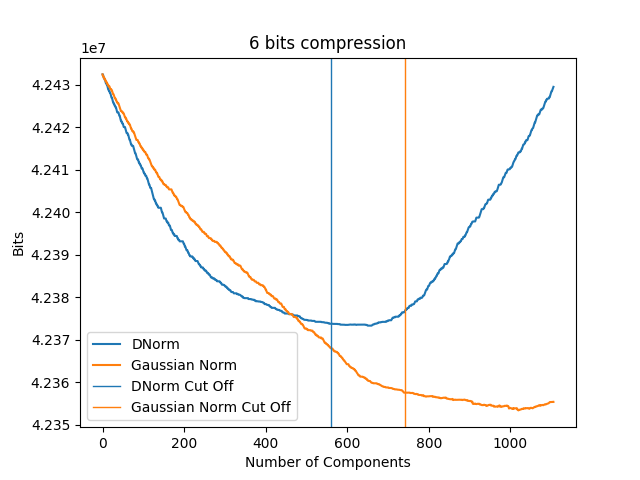 6 bits compression
1e7
4.243
4.242
4.241
4.240
4.239
4.238
4.237
4.236
4.235
Bits
DNorm
Gaussian Norm
DNorm Cut Off
Gaussian Norm Cut Off
0 200 400 600 800 1000
Number of Components